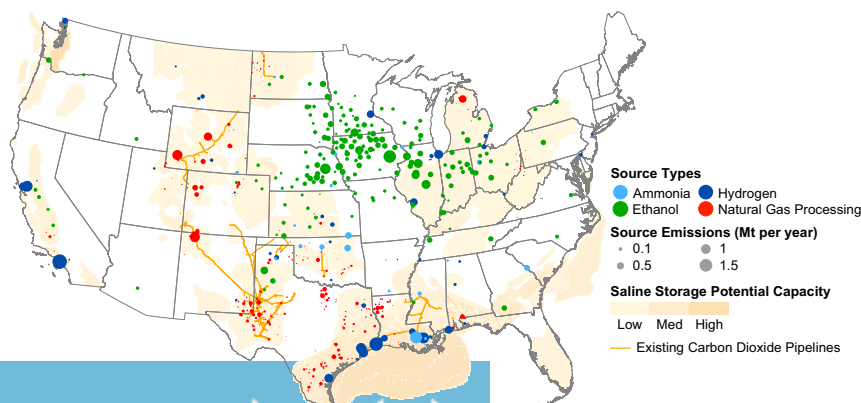 Source Types
Ammonia Hydrogen
Ethanol Natural Gas Processing
Source Emissions (Mt per year)
0.1 1
0.5 1.5
Saline Storage Potential Capacity
Low Med High
Existing Carbon Dioxide Pipelines